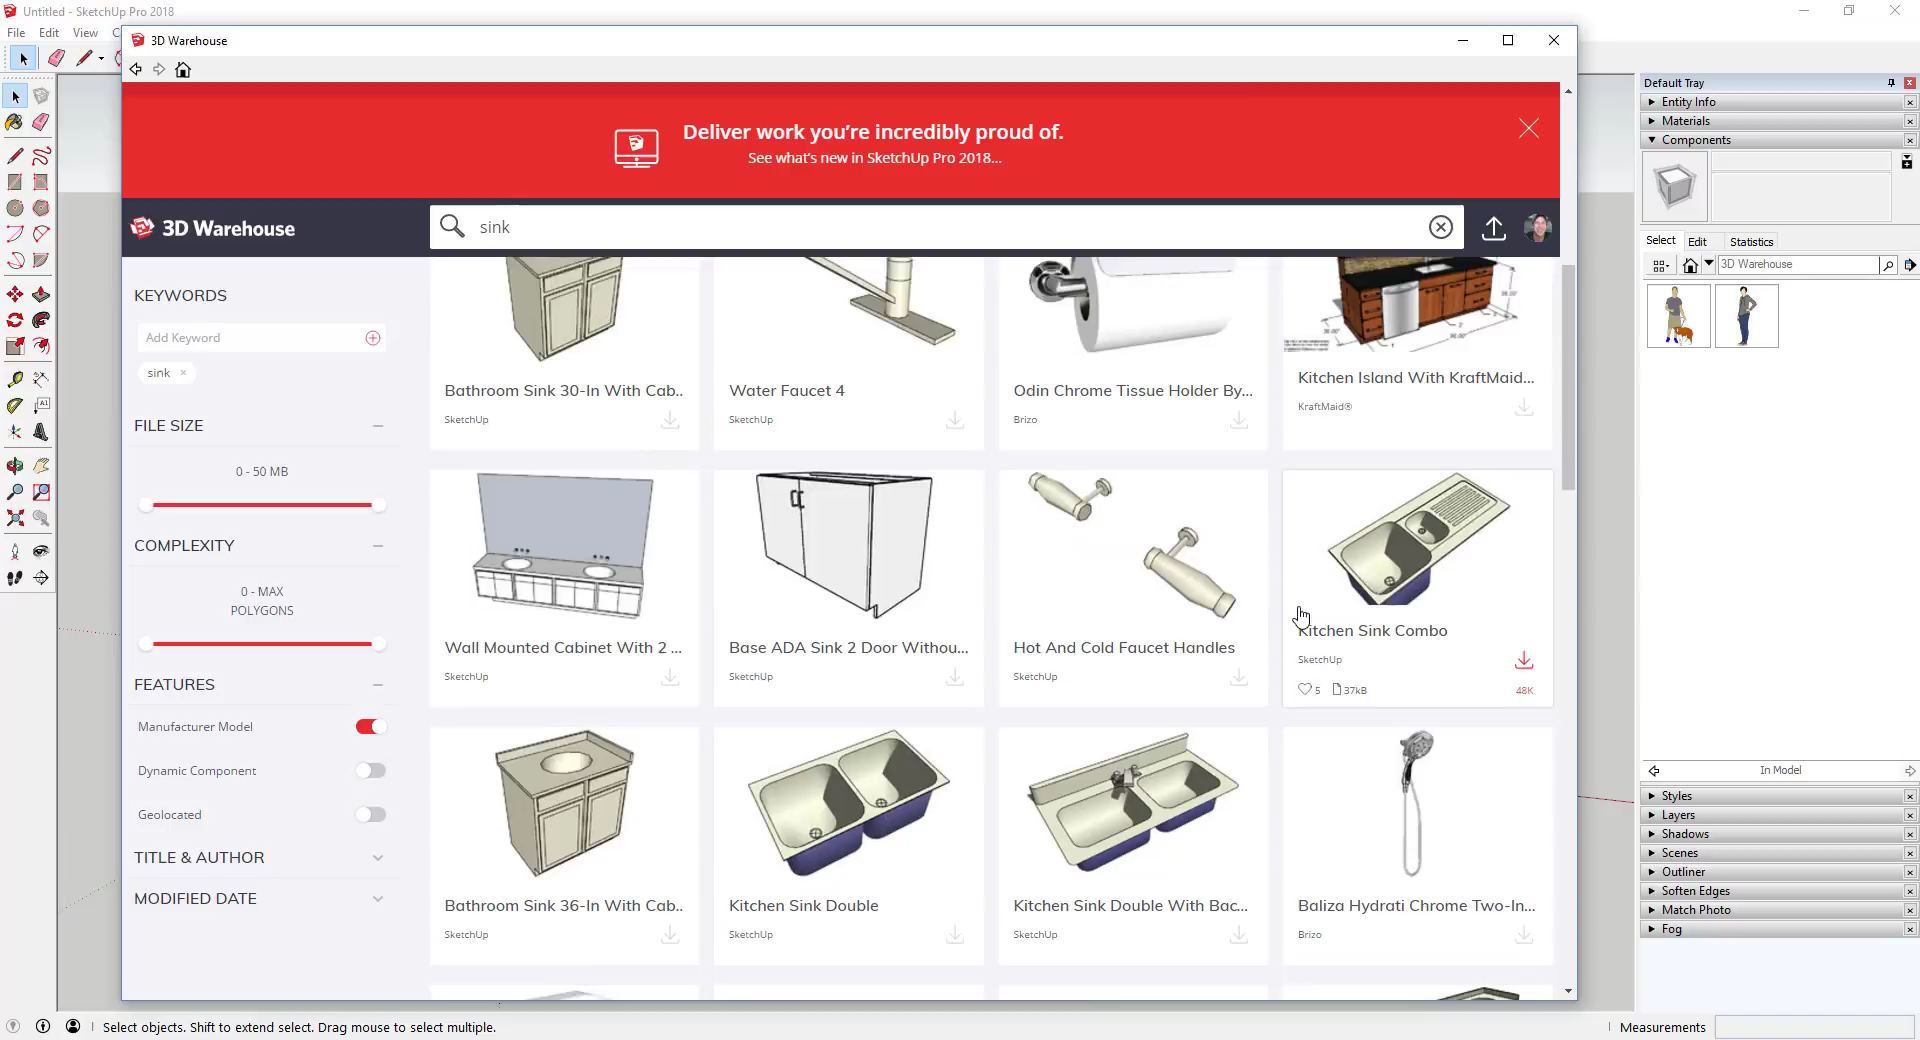 Untitled - SketchUp Pro 2018
File Edit View
3D Warehouse
Deliver work you're incredibly proud of.
See what's new in SketchUp Pro 2018...
3D Warehouse
sink
KEYWORDS
Add Keyword
sink ×
FILE SIZE
0 - 50 MB
COMPLEXITY
0 - MAX
POLYGONS
FEATURES
Manufacturer Model
Dynamic Component
Geolocated
TITLE & AUTHOR
MODIFIED DATE
Bathroom Sink 30-In With Cab..
SketchUp
Water Faucet 4
SketchUp
Odin Chrome Tissue Holder By...
Brizo
Kitchen Island With KraftMaid...
KraftMaid®
Wall Mounted Cabinet With 2 ...
SketchUp
Base ADA Sink 2 Door Withou...
SketchUp
Hot And Cold Faucet Handles
SketchUp
Kitchen Sink Combo
SketchUp
5 37kB 48K
Bathroom Sink 36-In With Cab..
SketchUp
Kitchen Sink Double
SketchUp
Kitchen Sink Double With Bac...
SketchUp
Baliza Hydrati Chrome Two-In...
Brizo
Default Tray
Entity Info
Materials
Components
Select Edit Statistics
3D Warehouse
In Model
Styles
Layers
Shadows
Scenes
Outliner
Soften Edges
Match Photo
Fog
Select objects. Shift to extend select. Drag mouse to select multiple.
Measurements